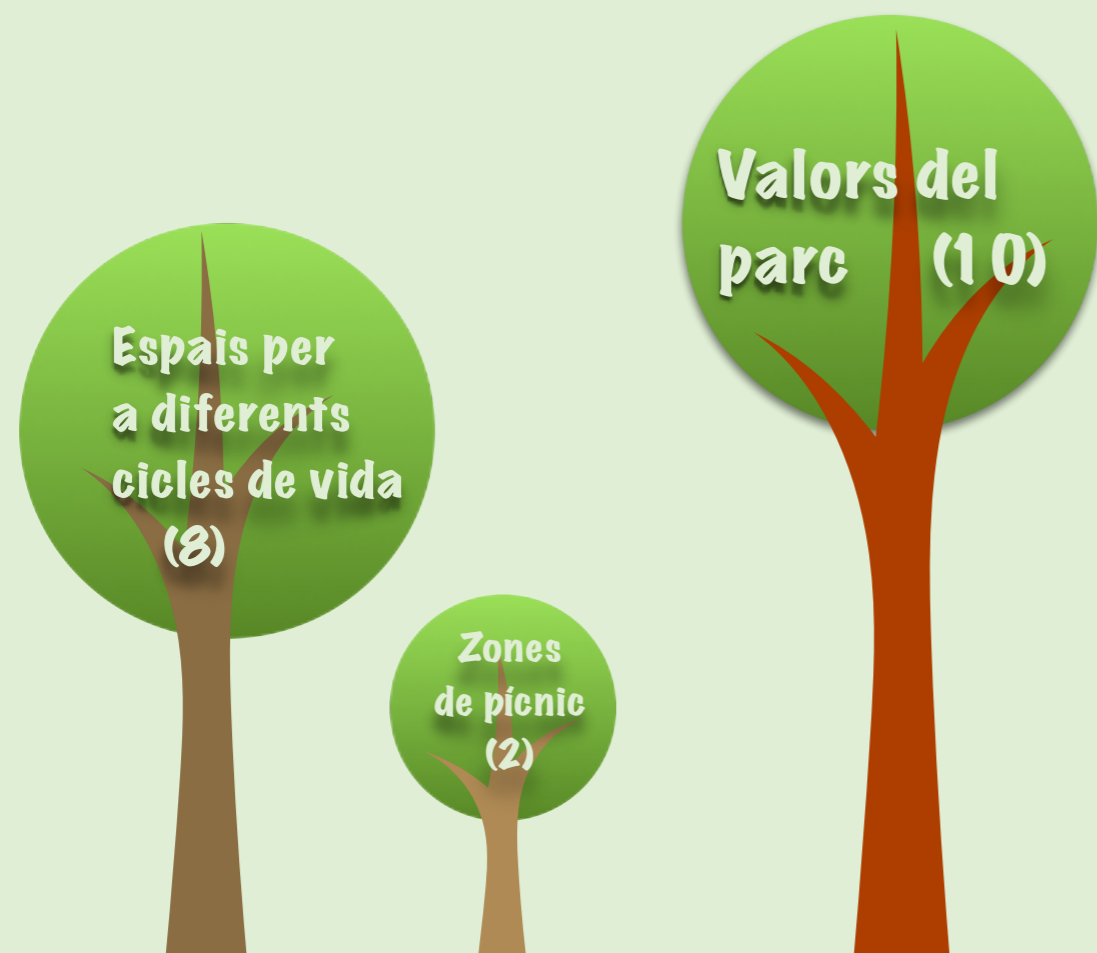 Espais per
a diferents
cicles de vida
(8)
Zones
de pícnic
(2)
Valors del
parc (10)